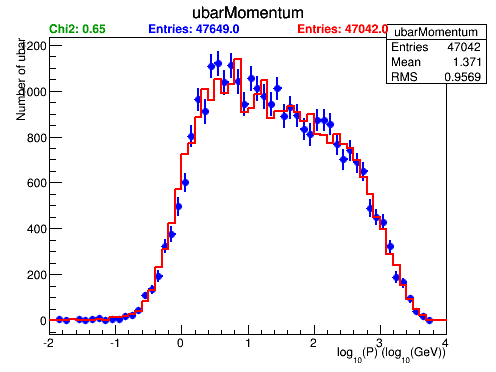 ubarMomentum
Chi2: 0.65 Entries: 47649.0 Entries: 47042.0
ubarMomentum
Entries 47042
Mean 1.371
RMS 0.9569
Number of ubar
1200
1000
800
600
400
200
0
-2 -1 0 1 2 3 4
log10(P) (log10(GeV))